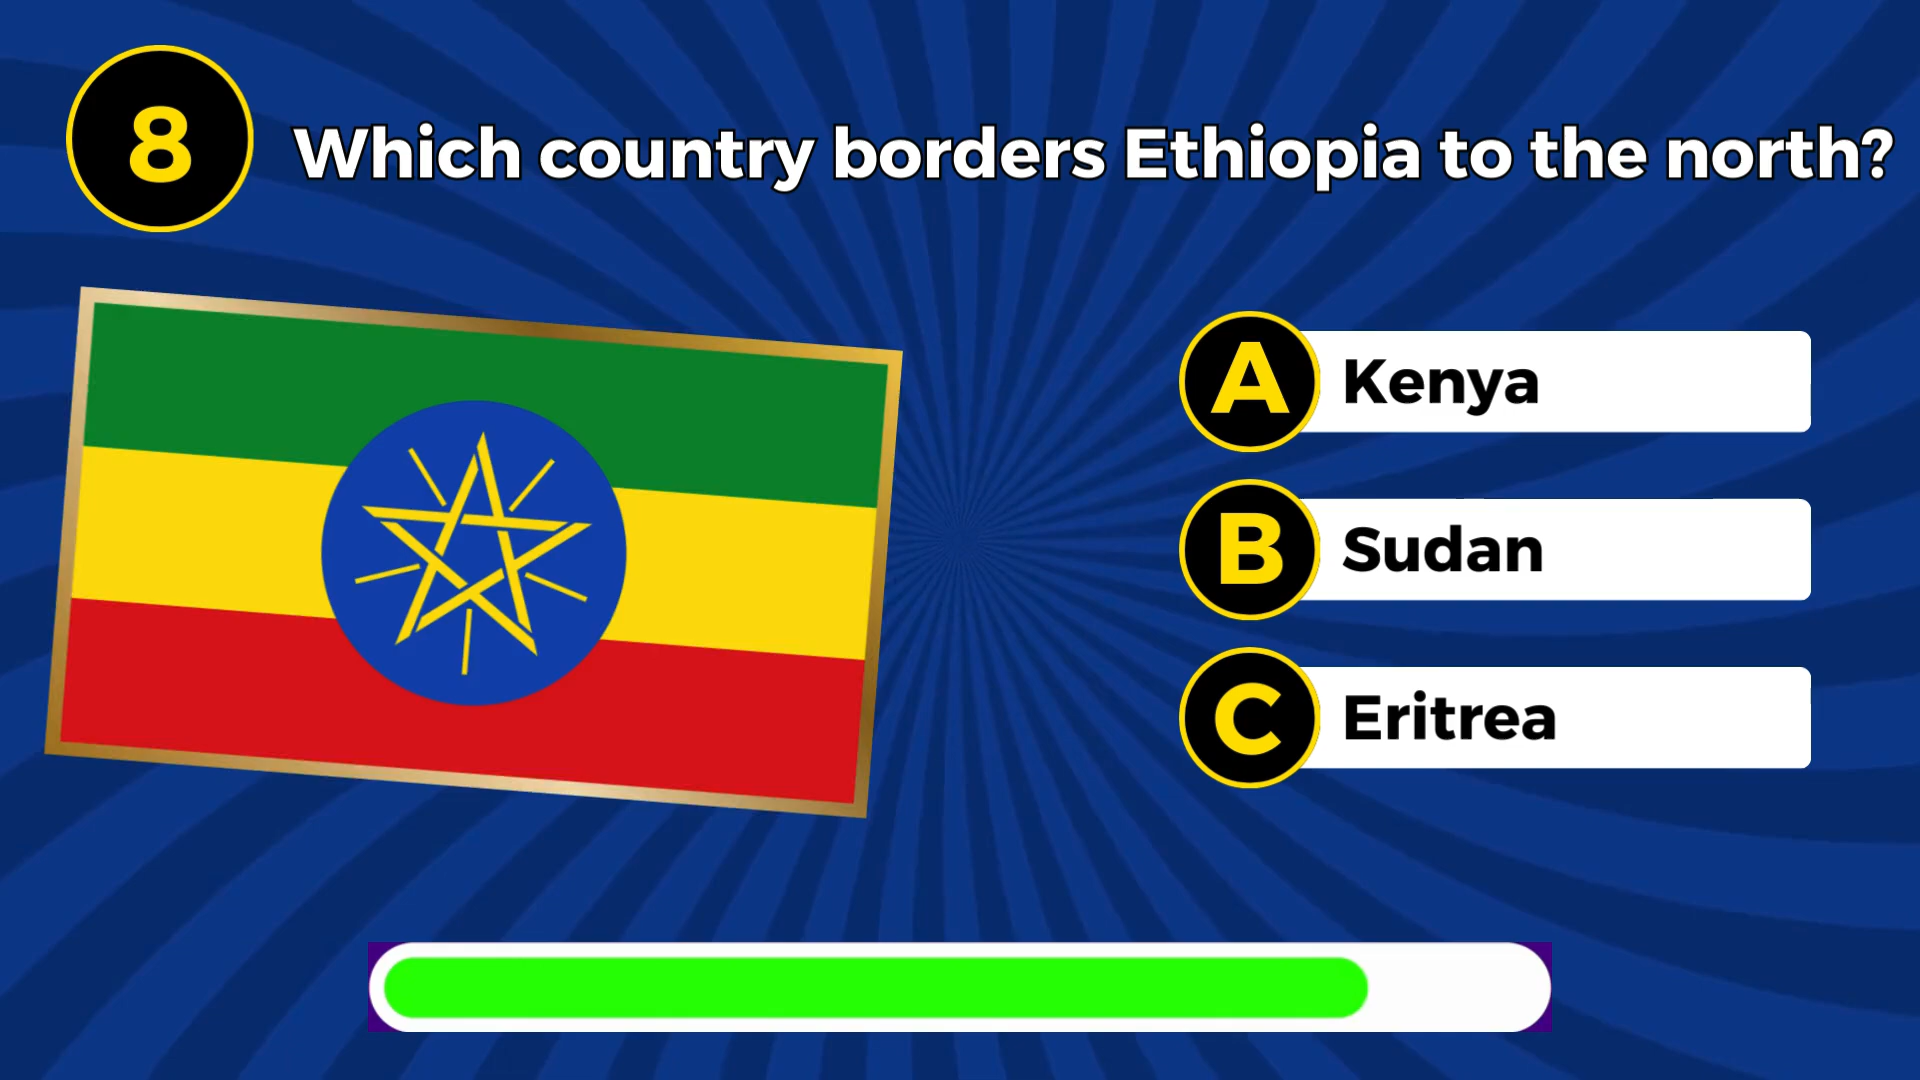 8
Which country borders Ethiopia to the north?
A Kenya
B Sudan
C Eritrea